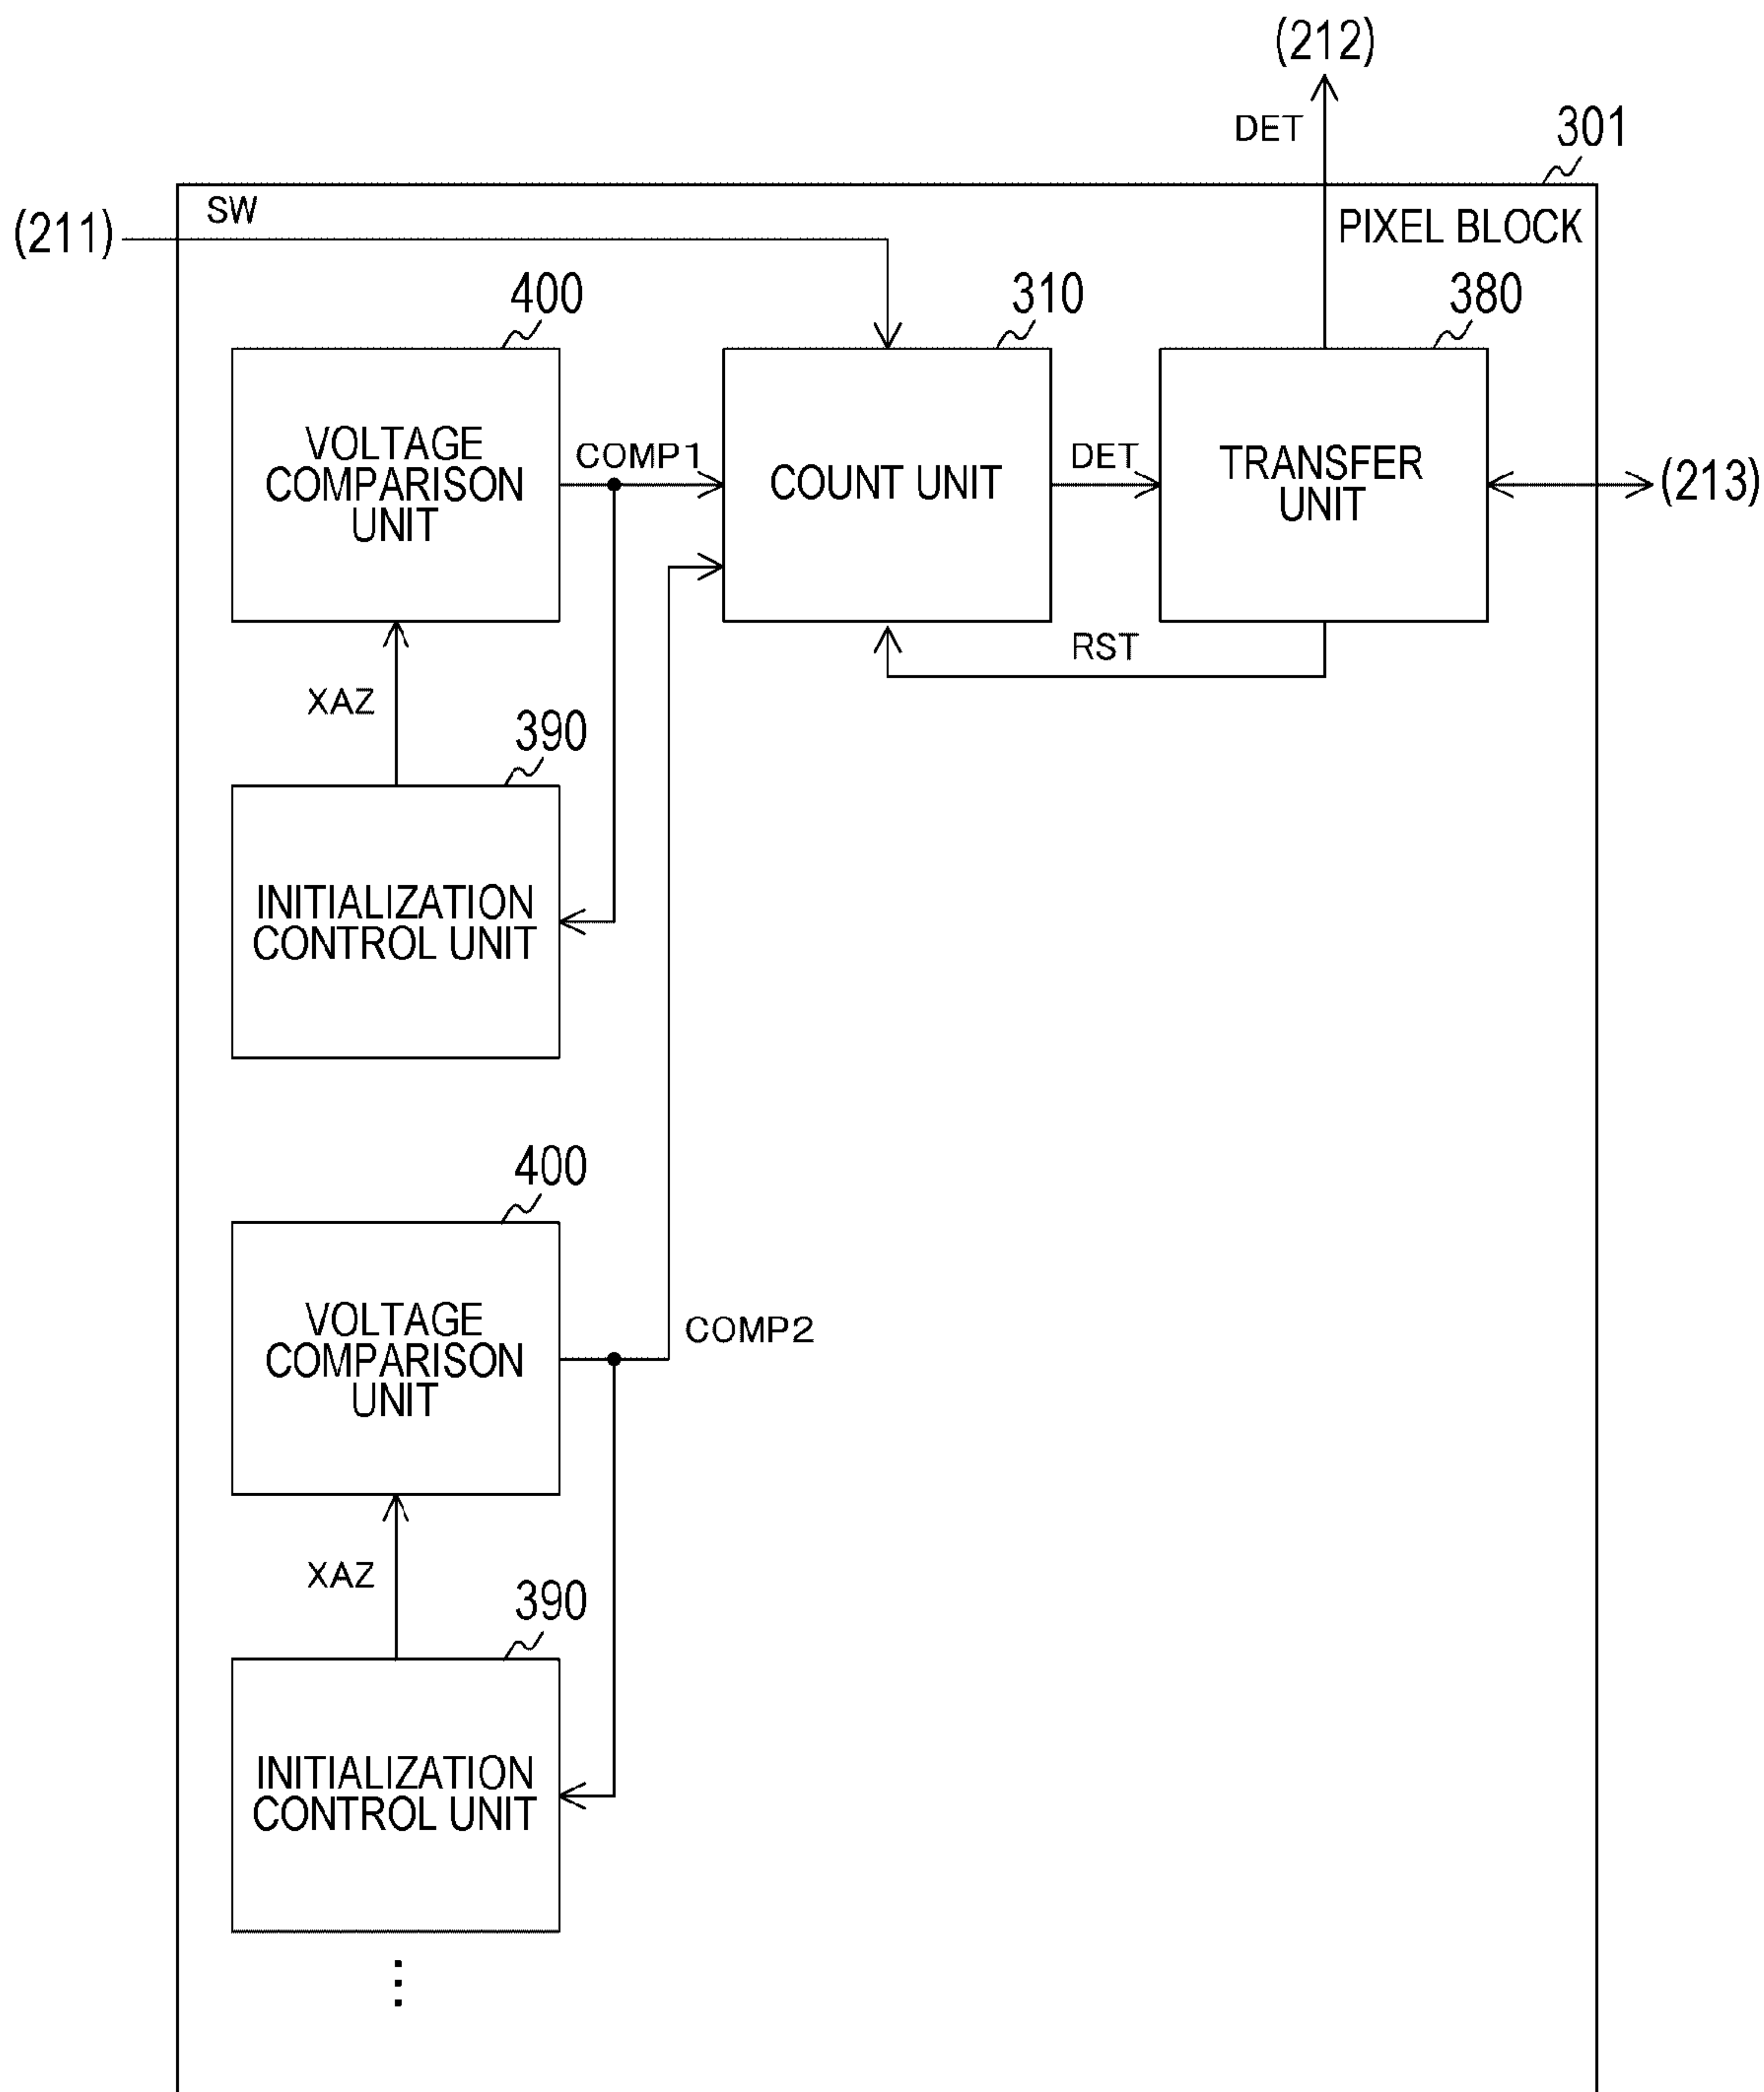 (212)
DET
301
SW
(211)
PIXEL BLOCK
400
310
380
VOLTAGE
COMPARISON
UNIT
COMP1
COUNT UNIT
DET
TRANSFER
UNIT
(213)
RST
XAZ
390
INITIALIZATION
CONTROL UNIT
400
VOLTAGE
COMPARISON
UNIT
COMP2
XAZ
390
INITIALIZATION
CONTROL UNIT